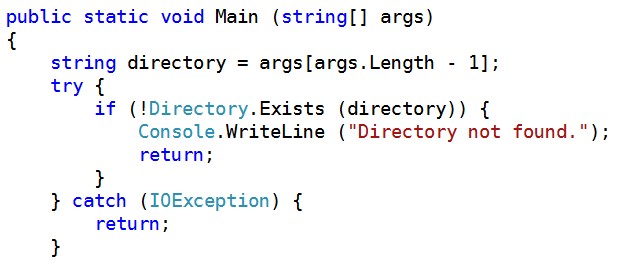 public static void Main (string[] args)
{
    string directory = args[args.Length - 1];
    try {
        if (!Directory.Exists (directory)) {
            Console.WriteLine ("Directory not found.");
            return;
        }
    } catch (IOException) {
        return;
    }